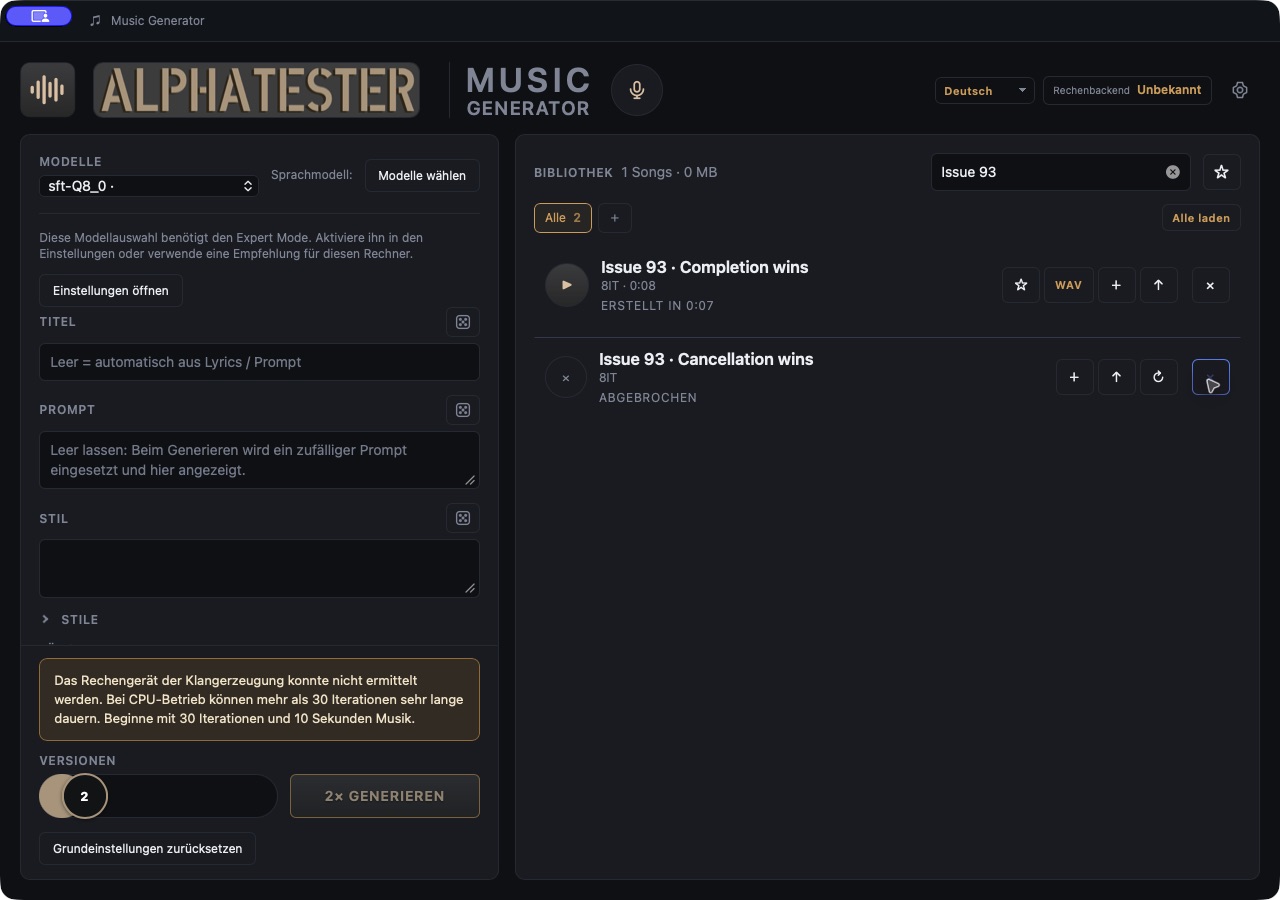 Music Generator
ALPHATESTER
MUSIC
GENERATOR
Deutsch
Rechenbackend Unbekannt
MODELLE
sft-Q8_0 ·
Sprachmodell:
Modelle wählen
Diese Modellauswahl benötigt den Expert Mode. Aktiviere ihn in den
Einstellungen oder verwende eine Empfehlung für diesen Rechner.
Einstellungen öffnen
TITEL
Leer = automatisch aus Lyrics / Prompt
PROMPT
Leer lassen: Beim Generieren wird ein zufälliger Prompt
eingesetzt und hier angezeigt.
STIL
STILE
Das Rechengerät der Klangerzeugung konnte nicht ermittelt
werden. Bei CPU-Betrieb können mehr als 30 Iterationen sehr lange
dauern. Beginne mit 30 Iterationen und 10 Sekunden Musik.
VERSIONEN
2
2× GENERIEREN
Grundeinstellungen zurücksetzen
BIBLIOTHEK 1 Songs · 0 MB
Issue 93
Alle 2
+
Alle laden
Issue 93 · Completion wins
8IT · 0:08
ERSTELLT IN 0:07
WAV
Issue 93 · Cancellation wins
8IT
ABGEBROCHEN